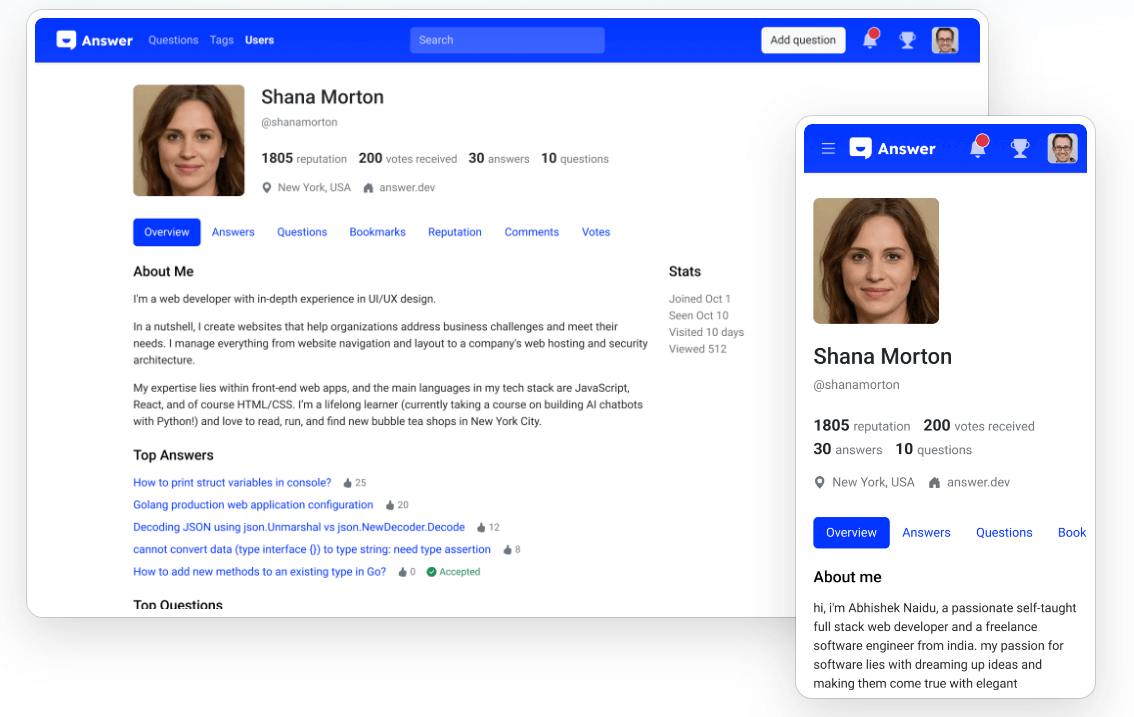 Answer Questions Tags Users Search Add question
Shana Morton
@shanamorton
1805 reputation 200 votes received 30 answers 10 questions
New York, USA answer.dev
Overview Answers Questions Bookmarks Reputation Comments Votes
About Me
I'm a web developer with in-depth experience in UI/UX design.
In a nutshell, I create websites that help organizations address business challenges and meet their
needs. I manage everything from website navigation and layout to a company's web hosting and security
architecture.
My expertise lies within front-end web apps, and the main languages in my tech stack are JavaScript,
React, and of course HTML/CSS. I'm a lifelong learner (currently taking a course on building AI chatbots
with Python!) and love to read, run, and find new bubble tea shops in New York City.
Top Answers
How to print struct variables in console? 25
Golang production web application configuration 20
Decoding JSON using json.Unmarshal vs json.NewDecoder.Decode 12
cannot convert data (type interface {}) to type string: need type assertion 8
How to add new methods to an existing type in Go? 0 Accepted
Top Questions
Stats
Joined Oct 1
Seen Oct 10
Visited 10 days
Viewed 512
Answer
Shana Morton
@shanamorton
1805 reputation 200 votes received
30 answers 10 questions
New York, USA answer.dev
Overview Answers Questions Book
About me
hi, i'm Abhishek Naidu, a passionate self-taught
full stack web developer and a freelance
software engineer from india. my passion for
software lies with dreaming up ideas and
making them come true with elegant